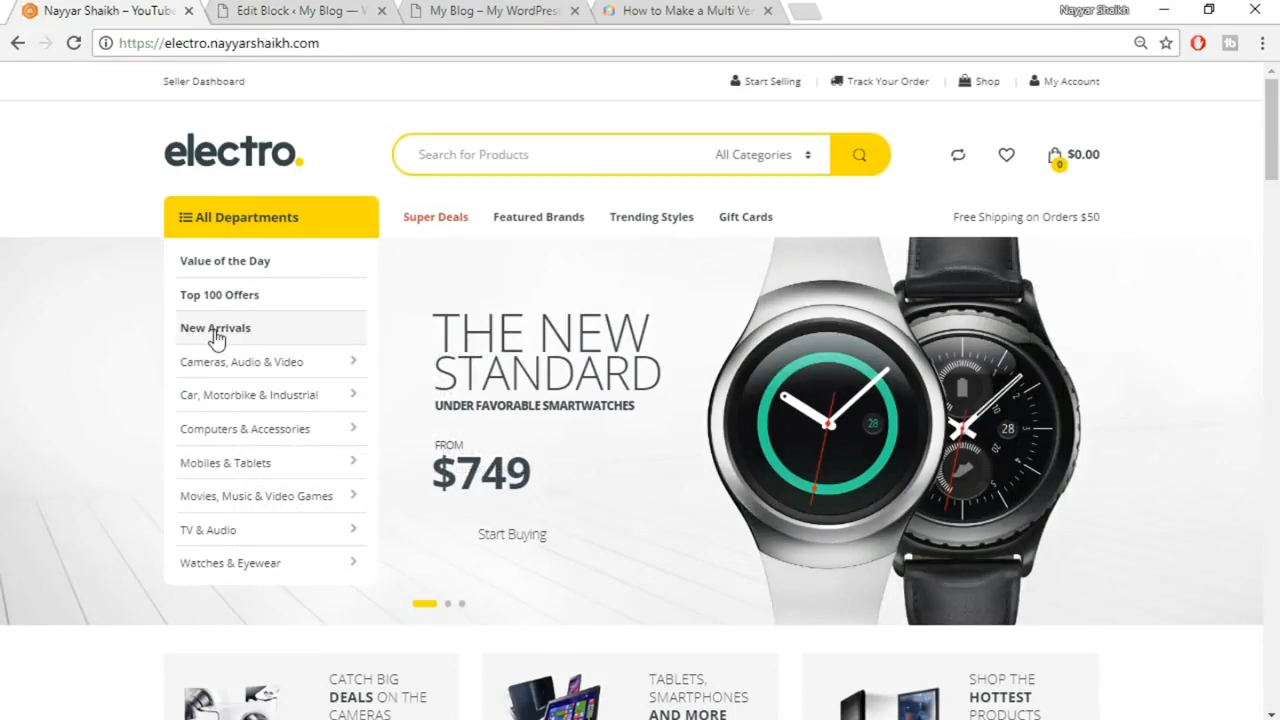 Nayyar Shaikh – YouTube
Edit Block ‹ My Blog — W
My Blog – My WordPress
How to Make a Multi Ve
Nayyar Shaikh
https://electro.nayyarshaikh.com
Seller Dashboard
Start Selling
Track Your Order
Shop
My Account
electro.
Search for Products
All Categories
0
$0.00
All Departments
Super Deals
Featured Brands
Trending Styles
Gift Cards
Free Shipping on Orders $50
Value of the Day
Top 100 Offers
New Arrivals
Cameras, Audio & Video
Car, Motorbike & Industrial
Computers & Accessories
Mobiles & Tablets
Movies, Music & Video Games
TV & Audio
Watches & Eyewear
THE NEW
STANDARD
UNDER FAVORABLE SMARTWATCHES
FROM
$749
Start Buying
28
28
CATCH BIG
DEALS ON THE
CAMERAS
TABLETS,
SMARTPHONES
AND MORE
SHOP THE
HOTTEST
PRODUCTS